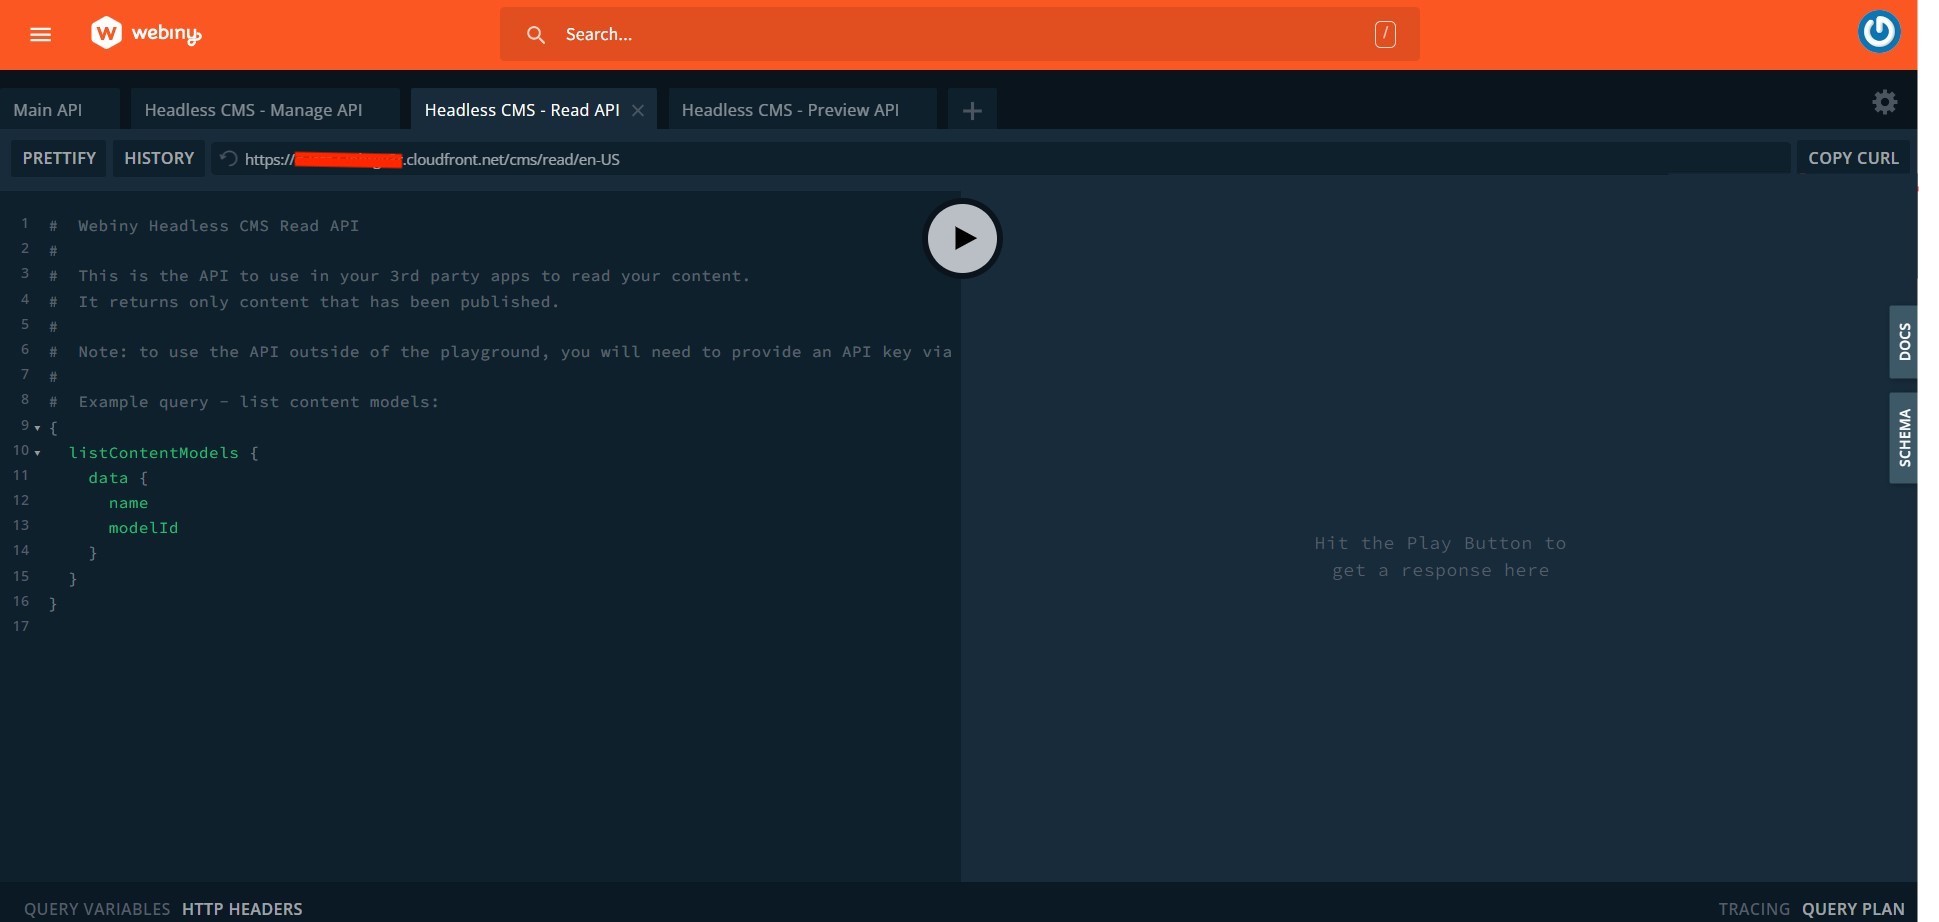 webiny
Search...
/
Main API
Headless CMS - Manage API
Headless CMS - Read API
Headless CMS - Preview API
PRETTIFY
HISTORY
https://
.cloudfront.net/cms/read/en-US
COPY CURL
1 # Webiny Headless CMS Read API
2 #
3 # This is the API to use in your 3rd party apps to read your content.
4 # It returns only content that has been published.
5 #
6 # Note: to use the API outside of the playground, you will need to provide an API key via
7 #
8 # Example query - list content models:
9 {
10 listContentModels {
11 data {
12 name
13 modelId
14 }
15 }
16 }
17
Hit the Play Button to
get a response here
DOCS
SCHEMA
QUERY VARIABLES
HTTP HEADERS
TRACING
QUERY PLAN